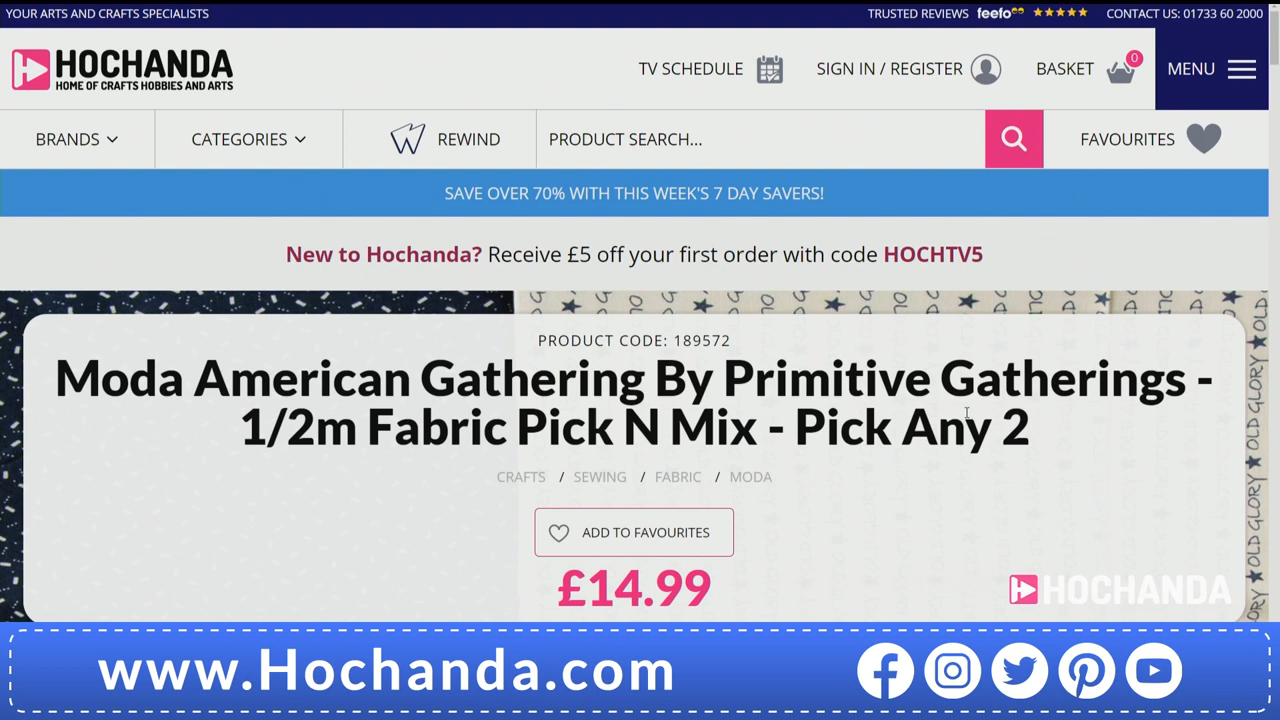 YOUR ARTS AND CRAFTS SPECIALISTS
TRUSTED REVIEWS feefo CONTACT US: 01733 60 2000
HOCHANDA
HOME OF CRAFTS HOBBIES AND ARTS
TV SCHEDULE SIGN IN / REGISTER BASKET 0 MENU
BRANDS CATEGORIES REWIND PRODUCT SEARCH... FAVOURITES
SAVE OVER 70% WITH THIS WEEK'S 7 DAY SAVERS!
New to Hochanda? Receive £5 off your first order with code HOCHTV5
PRODUCT CODE: 189572
Moda American Gathering By Primitive Gatherings -
1/2m Fabric Pick N Mix - Pick Any 2
CRAFTS / SEWING / FABRIC / MODA
ADD TO FAVOURITES
£14.99
HOCHANDA
OLD GLORY
www.Hochanda.com